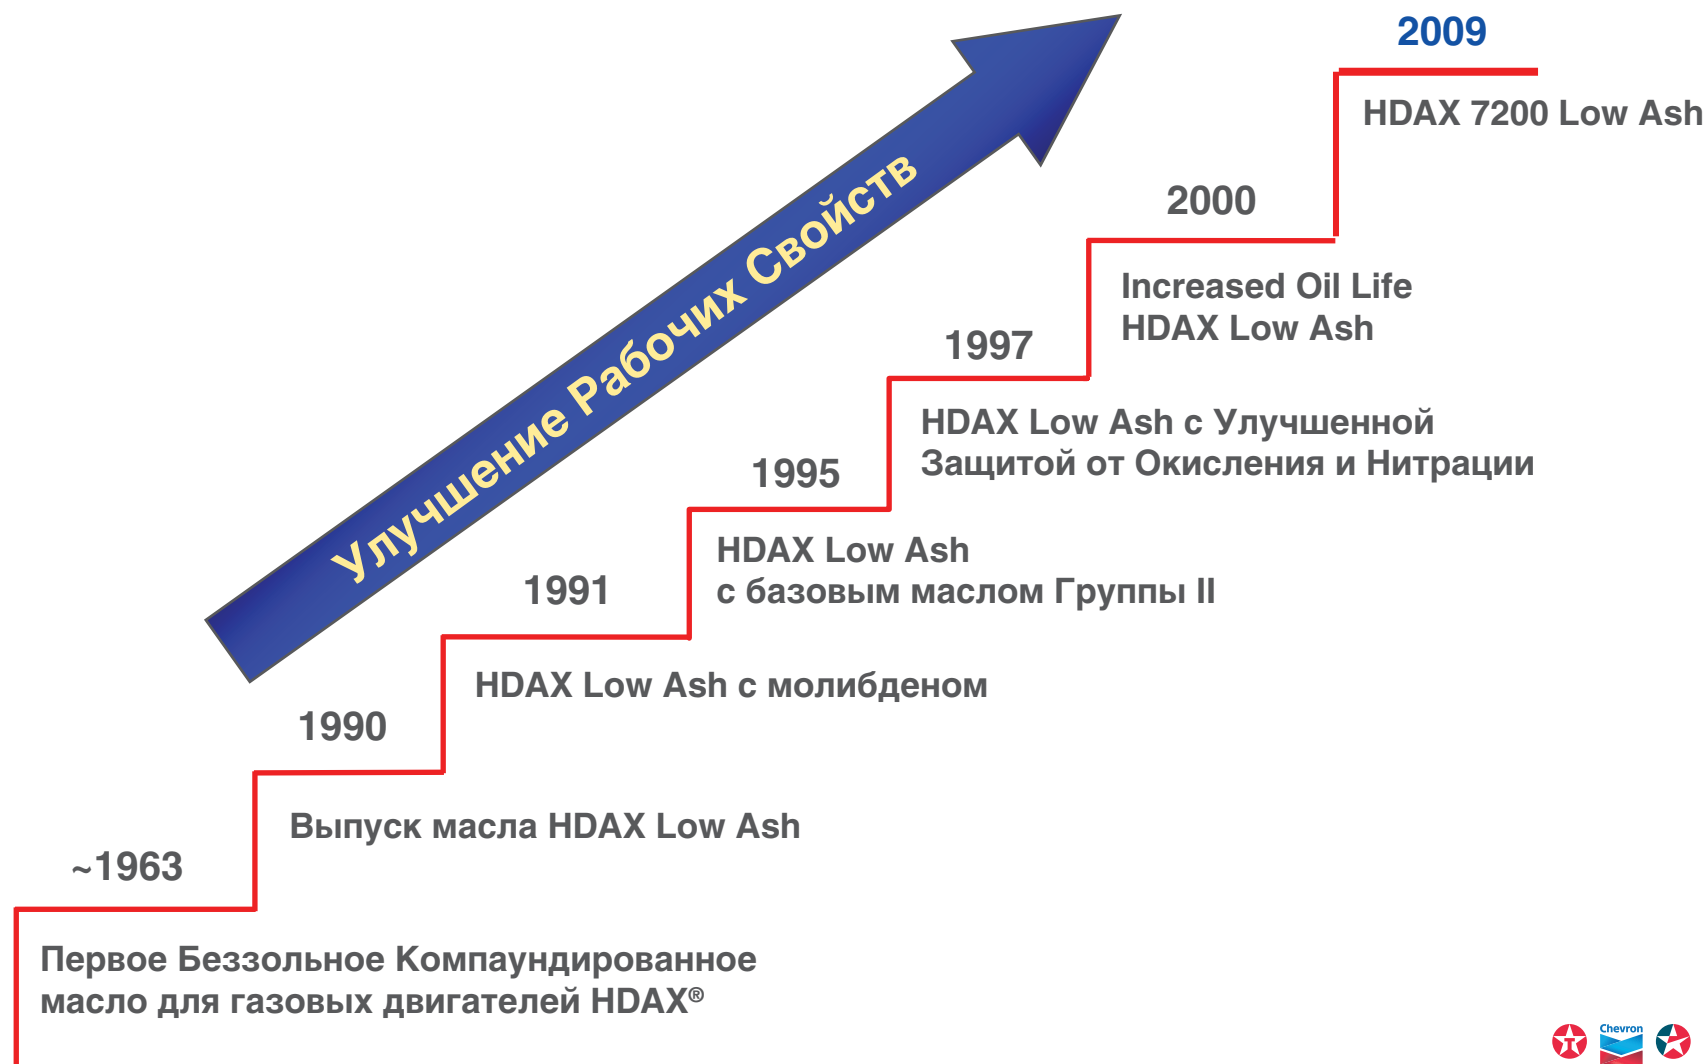 2009
HDAX 7200 Low Ash
2000
Increased Oil Life
HDAX Low Ash
1997
HDAX Low Ash с Улучшенной
Защитой от Окисления и Нитрации
1995
HDAX Low Ash
с базовым маслом Группы II
1991
HDAX Low Ash с молибденом
1990
Выпуск масла HDAX Low Ash
~1963
Первое Беззольное Компаундированное
масло для газовых двигателей HDAX®
Улучшение Рабочих Свойств
Chevron